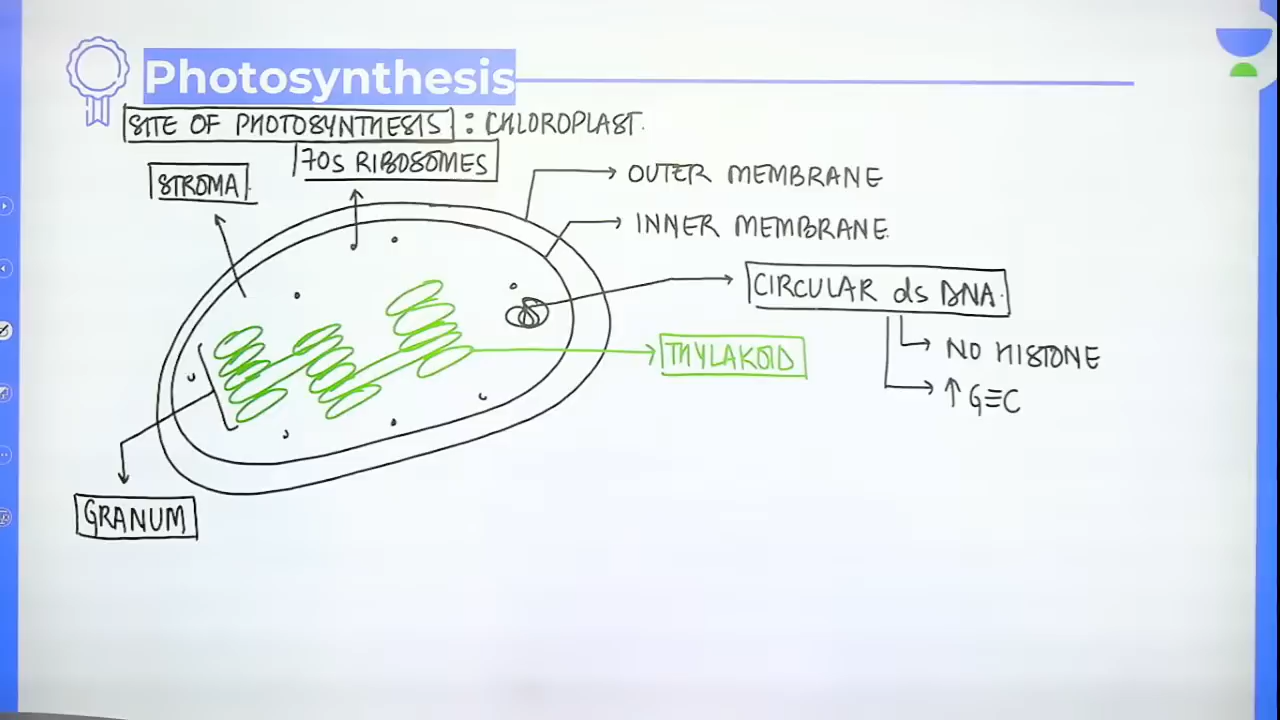 Photosynthesis
SITE OF PHOTOSYNTHESIS : CHLOROPLAST.
70S RIBOSOMES
STROMA
OUTER MEMBRANE
INNER MEMBRANE
CIRCULAR ds DNA
THYLAKOID
NO HISTONE
↑ G≡C
GRANUM